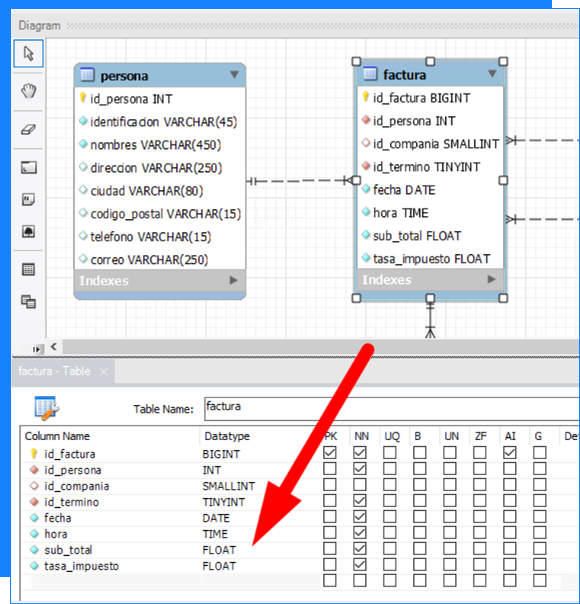 Diagram
persona
id_persona INT
identificacion VARCHAR(45)
nombres VARCHAR(450)
direccion VARCHAR(250)
ciudad VARCHAR(80)
codigo_postal VARCHAR(15)
telefono VARCHAR(15)
correo VARCHAR(250)
Indexes
factura
id_factura BIGINT
id_persona INT
id_compania SMALLINT
id_termino TINYINT
fecha DATE
hora TIME
sub_total FLOAT
tasa_impuesto FLOAT
Indexes
factura - Table
Table Name: factura
Column Name Datatype PK NN UQ B UN ZF AI G De
id_factura BIGINT
id_persona INT
id_compania SMALLINT
id_termino TINYINT
fecha DATE
hora TIME
sub_total FLOAT
tasa_impuesto FLOAT